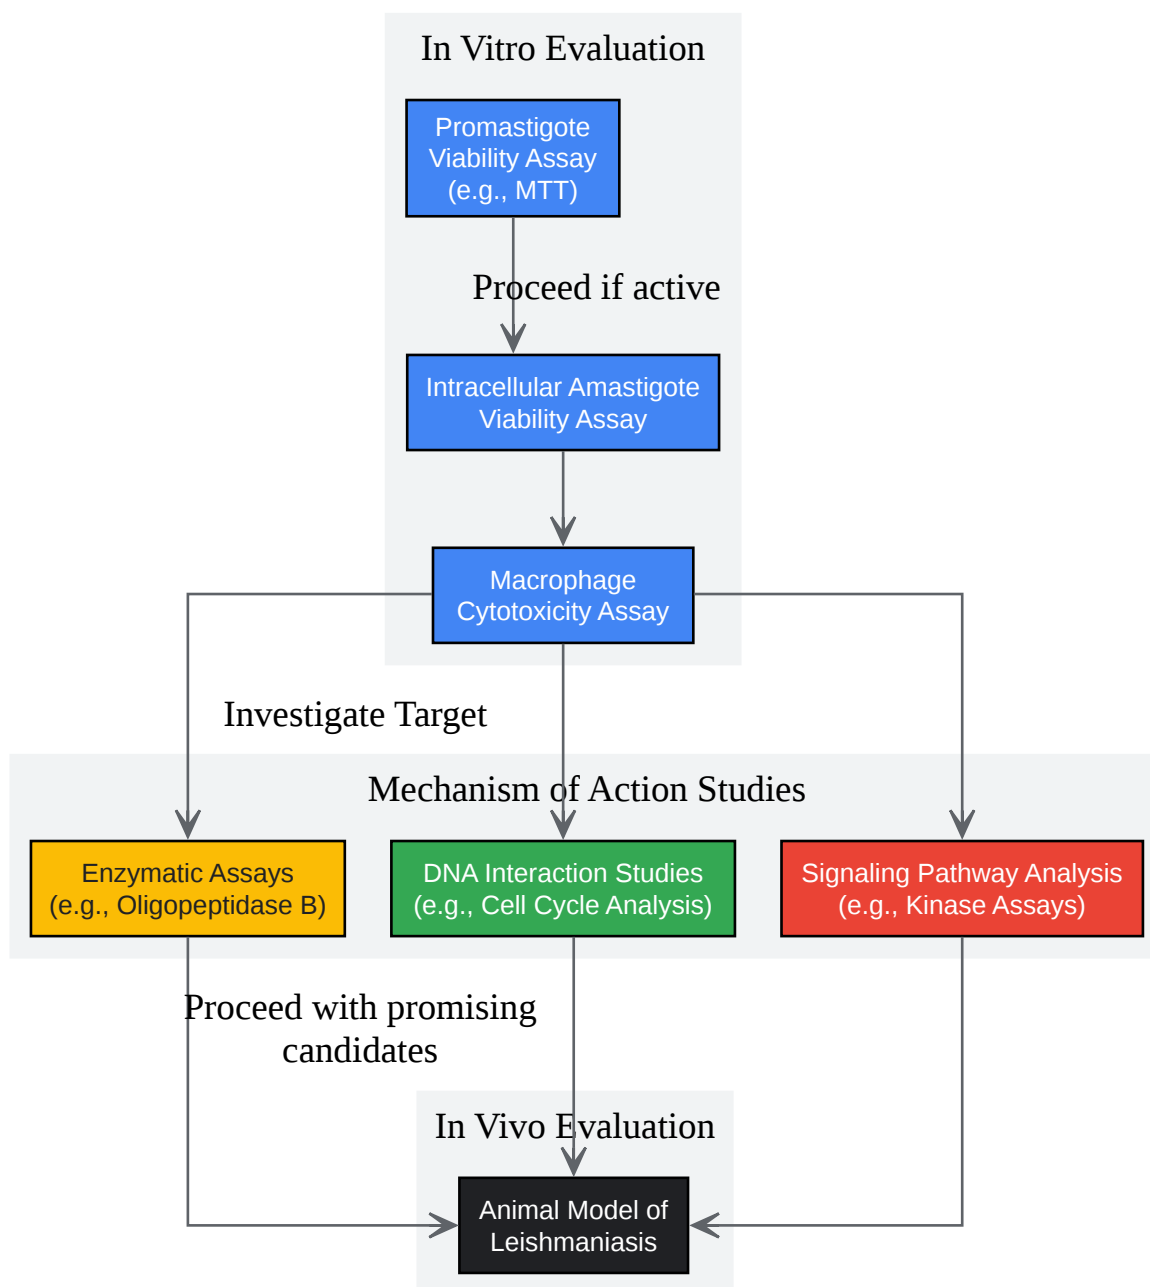 In Vitro Evaluation
Promastigote
Viability Assay
(e.g., MTT)
Proceed if active
Intracellular Amastigote
Viability Assay
Macrophage
Cytotoxicity Assay
Investigate Target
Mechanism of Action Studies
Enzymatic Assays
(e.g., Oligopeptidase B)
DNA Interaction Studies
(e.g., Cell Cycle Analysis)
Signaling Pathway Analysis
(e.g., Kinase Assays)
Proceed with promising
candidates
In Vivo Evaluation
Animal Model of
Leishmaniasis